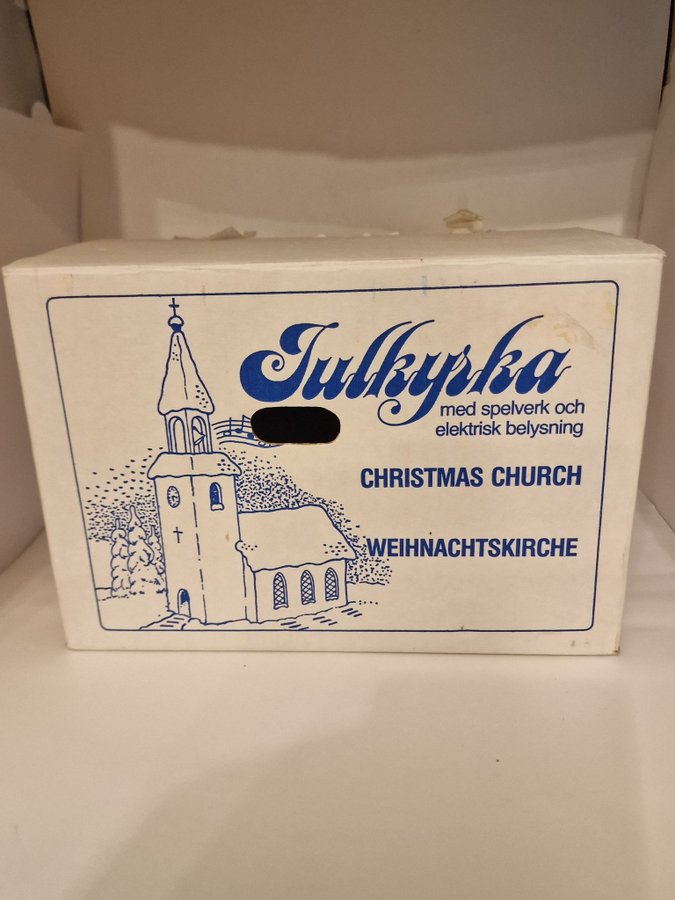 Julkyrka
med spelverk och
elektrisk belysning
CHRISTMAS CHURCH
WEIHNACHTSKIRCHE